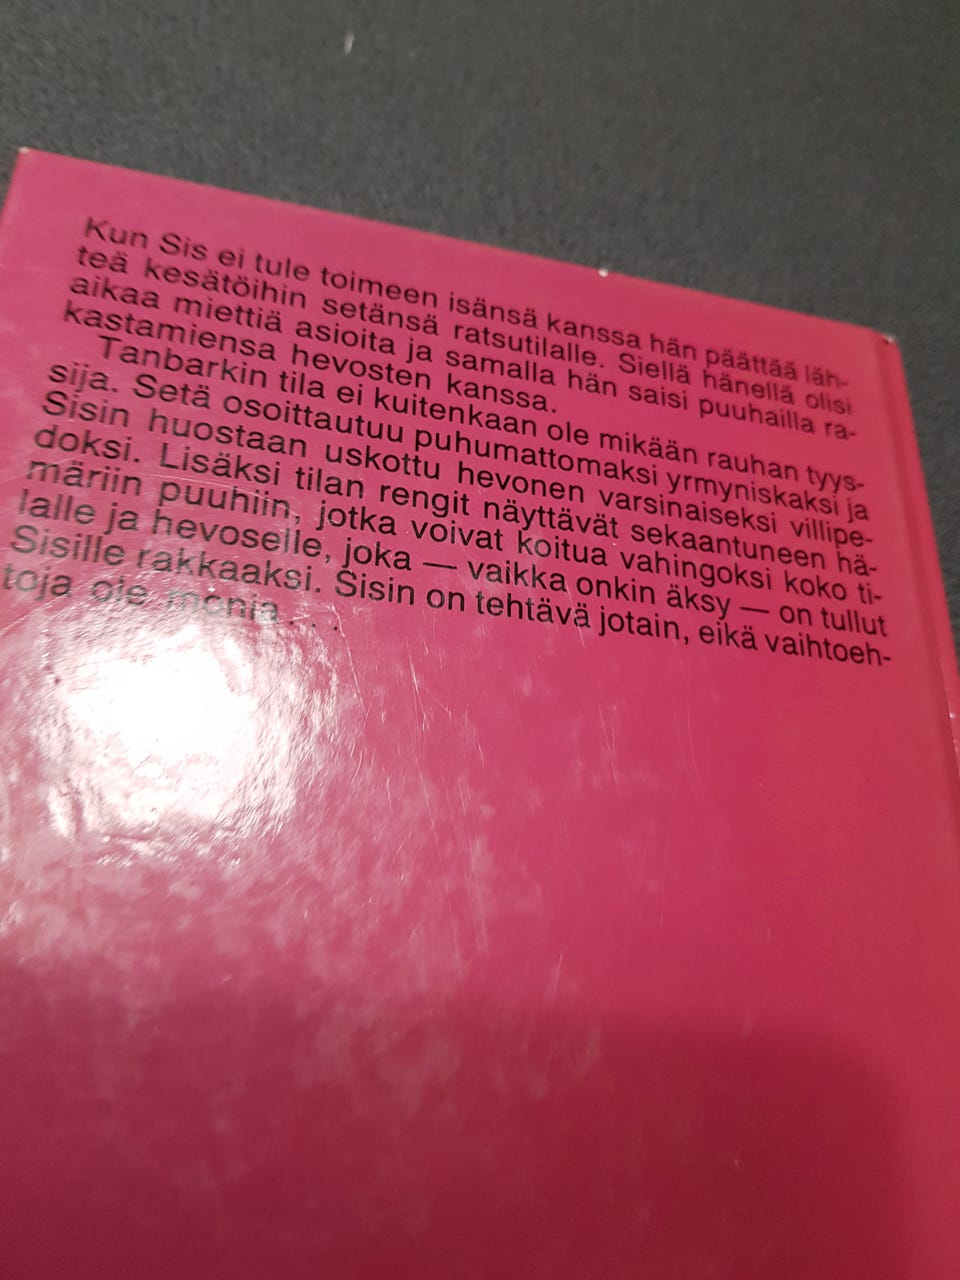 Kun Sis ei tule toimeen isänsä kanssa hän päättää läh-
teä kesätöihin setänsä ratsutilalle. Siellä hänellä olisi
aikaa miettiä asioita ja samalla hän saisi puuhailla ra-
kastamiensa hevosten kanssa.
Tanbarkin tila ei kuitenkaan ole mikään rauhan tyys-
sija. Setä osoittautuu puhumattomaksi yrmyniskaksi ja
Sisin huostaan uskottu hevonen varsinaiseksi villipe-
doksi. Lisäksi tilan rengit näyttävät sekaantuneen hä-
märiin puuhiin, jotka voivat koitua vahingoksi koko ti-
lalle ja hevoselle, joka — vaikka onkin äksy — on tullut
Sisille rakkaaksi. Sisin on tehtävä jotain, eikä vaihtoeh-
toja ole monia . . .